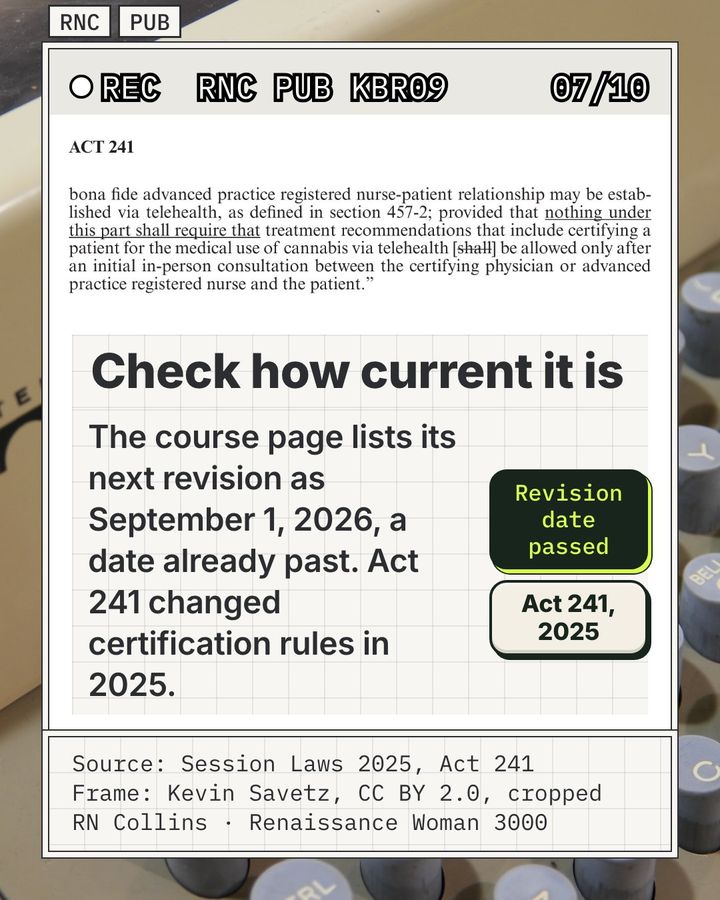 RNC PUB
REC RNC PUB KBR09 07/10
ACT 241
bona fide advanced practice registered nurse-patient relationship may be estab-
lished via telehealth, as defined in section 457-2; provided that nothing under
this part shall require that treatment recommendations that include certifying a
patient for the medical use of cannabis via telehealth [shall] be allowed only after
an initial in-person consultation between the certifying physician or advanced
practice registered nurse and the patient.”
Check how current it is
The course page lists its
next revision as
September 1, 2026, a
date already past. Act
241 changed
certification rules in
2025.
Revision
date
passed
Act 241,
2025
Source: Session Laws 2025, Act 241
Frame: Kevin Savetz, CC BY 2.0, cropped
RN Collins · Renaissance Woman 3000
TE
Y
BELL
C
CTRL
Z